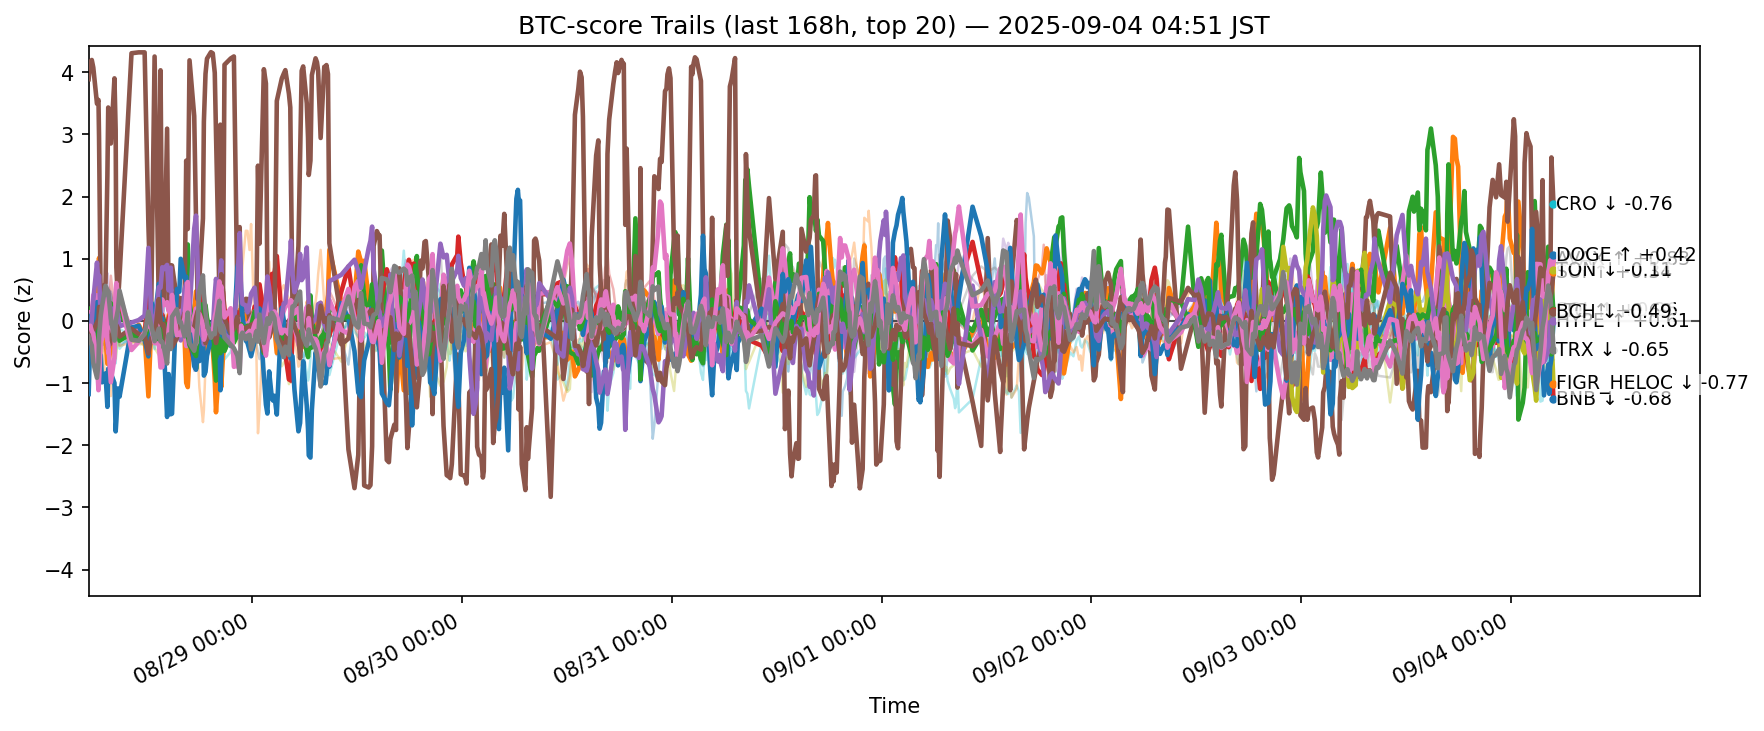 BTC-score Trails (last 168h, top 20) — 2025-09-04 04:51 JST
Score (z)
4
3
2
1
0
−1
−2
−3
−4
CRO ↓ -0.76
DOGE ↑ +0.42
TON ↓ -0.11
BCH ↓ -0.49
HYPE ↑ +0.81
TRX ↓ -0.65
FIGR_HELOC ↓ -0.77
BNB ↓ -0.68
08/29 00:00
08/30 00:00
08/31 00:00
09/01 00:00
09/02 00:00
09/03 00:00
09/04 00:00
Time